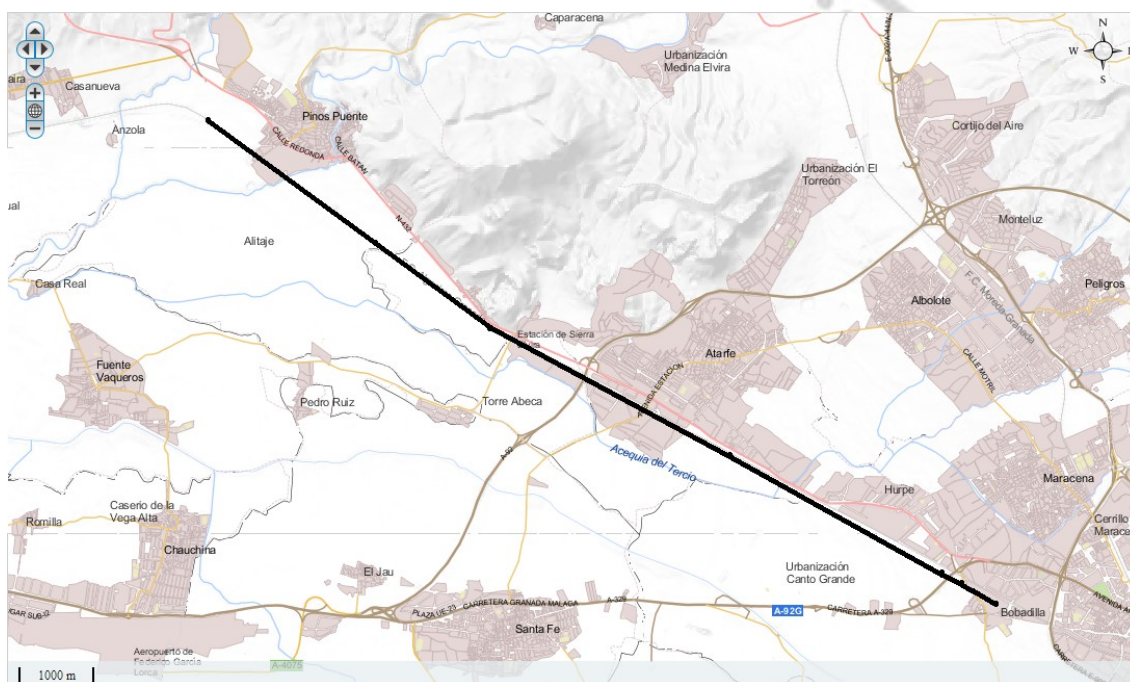 Caparacena
N
W
S
Urbanización
Medina Elvira
Casanueva
Pinos Puente
Cortijo del Aire
Anzola
CALLE REDONDA
CALLE BATÁN
Urbanización El
Torreón
N-432
Monteluz
Alitaje
F.C. Moreda-Granada
Peligros
Casa Real
Albolote
Estación de Sierra
Atarfe
CALLE MOTRIL
Fuente
Vaqueros
AVENIDA ESTACION
Pedro Ruiz
Torre Abeca
A-92
Acequia del Tercio
Maracena
Hurpe
Caserio de la
Vega Alta
Romilla
Cerrillo
Chauchina
Urbanización
Canto Grande
El Jau
PLAZA UE-23
CARRETERA GRANADA MALAGA
A-329
A-92G
CARRETERA A-329
Bobadilla
Santa Fe
Aeropuerto de
Federico García
Lorca
A-4075
1000 m